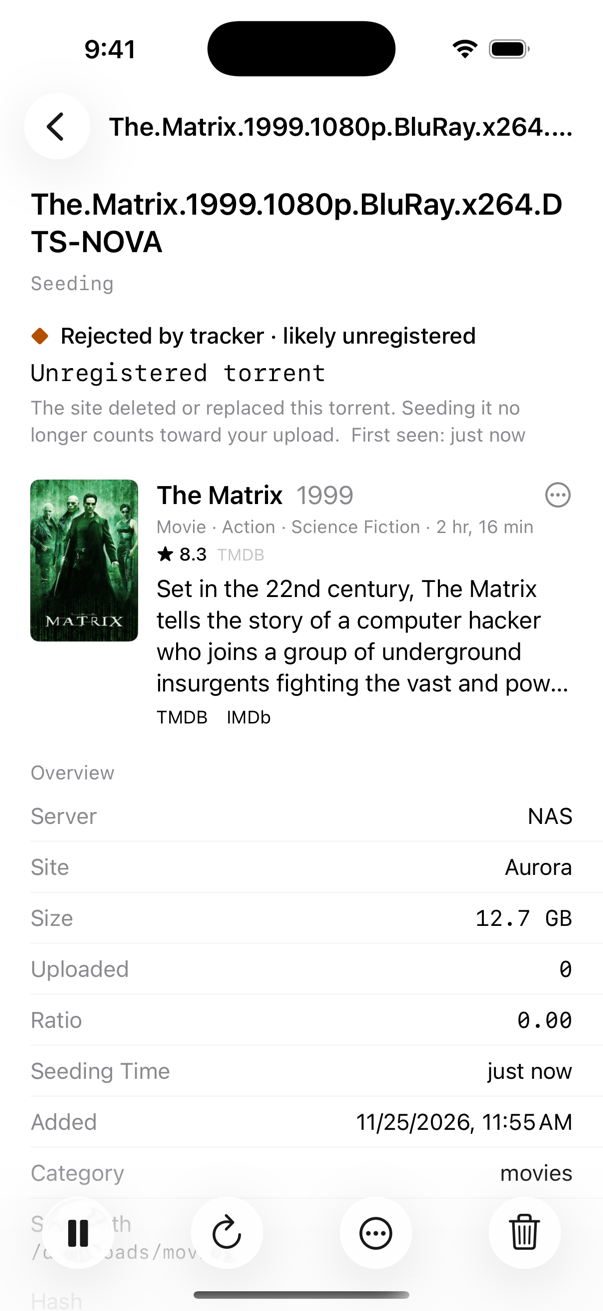 9:41
The.Matrix.1999.1080p.BluRay.x264....
The.Matrix.1999.1080p.BluRay.x264.D
TS-NOVA
Seeding
Rejected by tracker · likely unregistered
Unregistered torrent
The site deleted or replaced this torrent. Seeding it no
longer counts toward your upload.  First seen: just now
MATRIX
The Matrix 1999
Movie · Action · Science Fiction · 2 hr, 16 min
★ 8.3 TMDB
Set in the 22nd century, The Matrix
tells the story of a computer hacker
who joins a group of underground
insurgents fighting the vast and pow...
TMDB IMDb
Overview
Server NAS
Site Aurora
Size 12.7 GB
Uploaded 0
Ratio 0.00
Seeding Time just now
Added 11/25/2026, 11:55 AM
Category movies
Hash